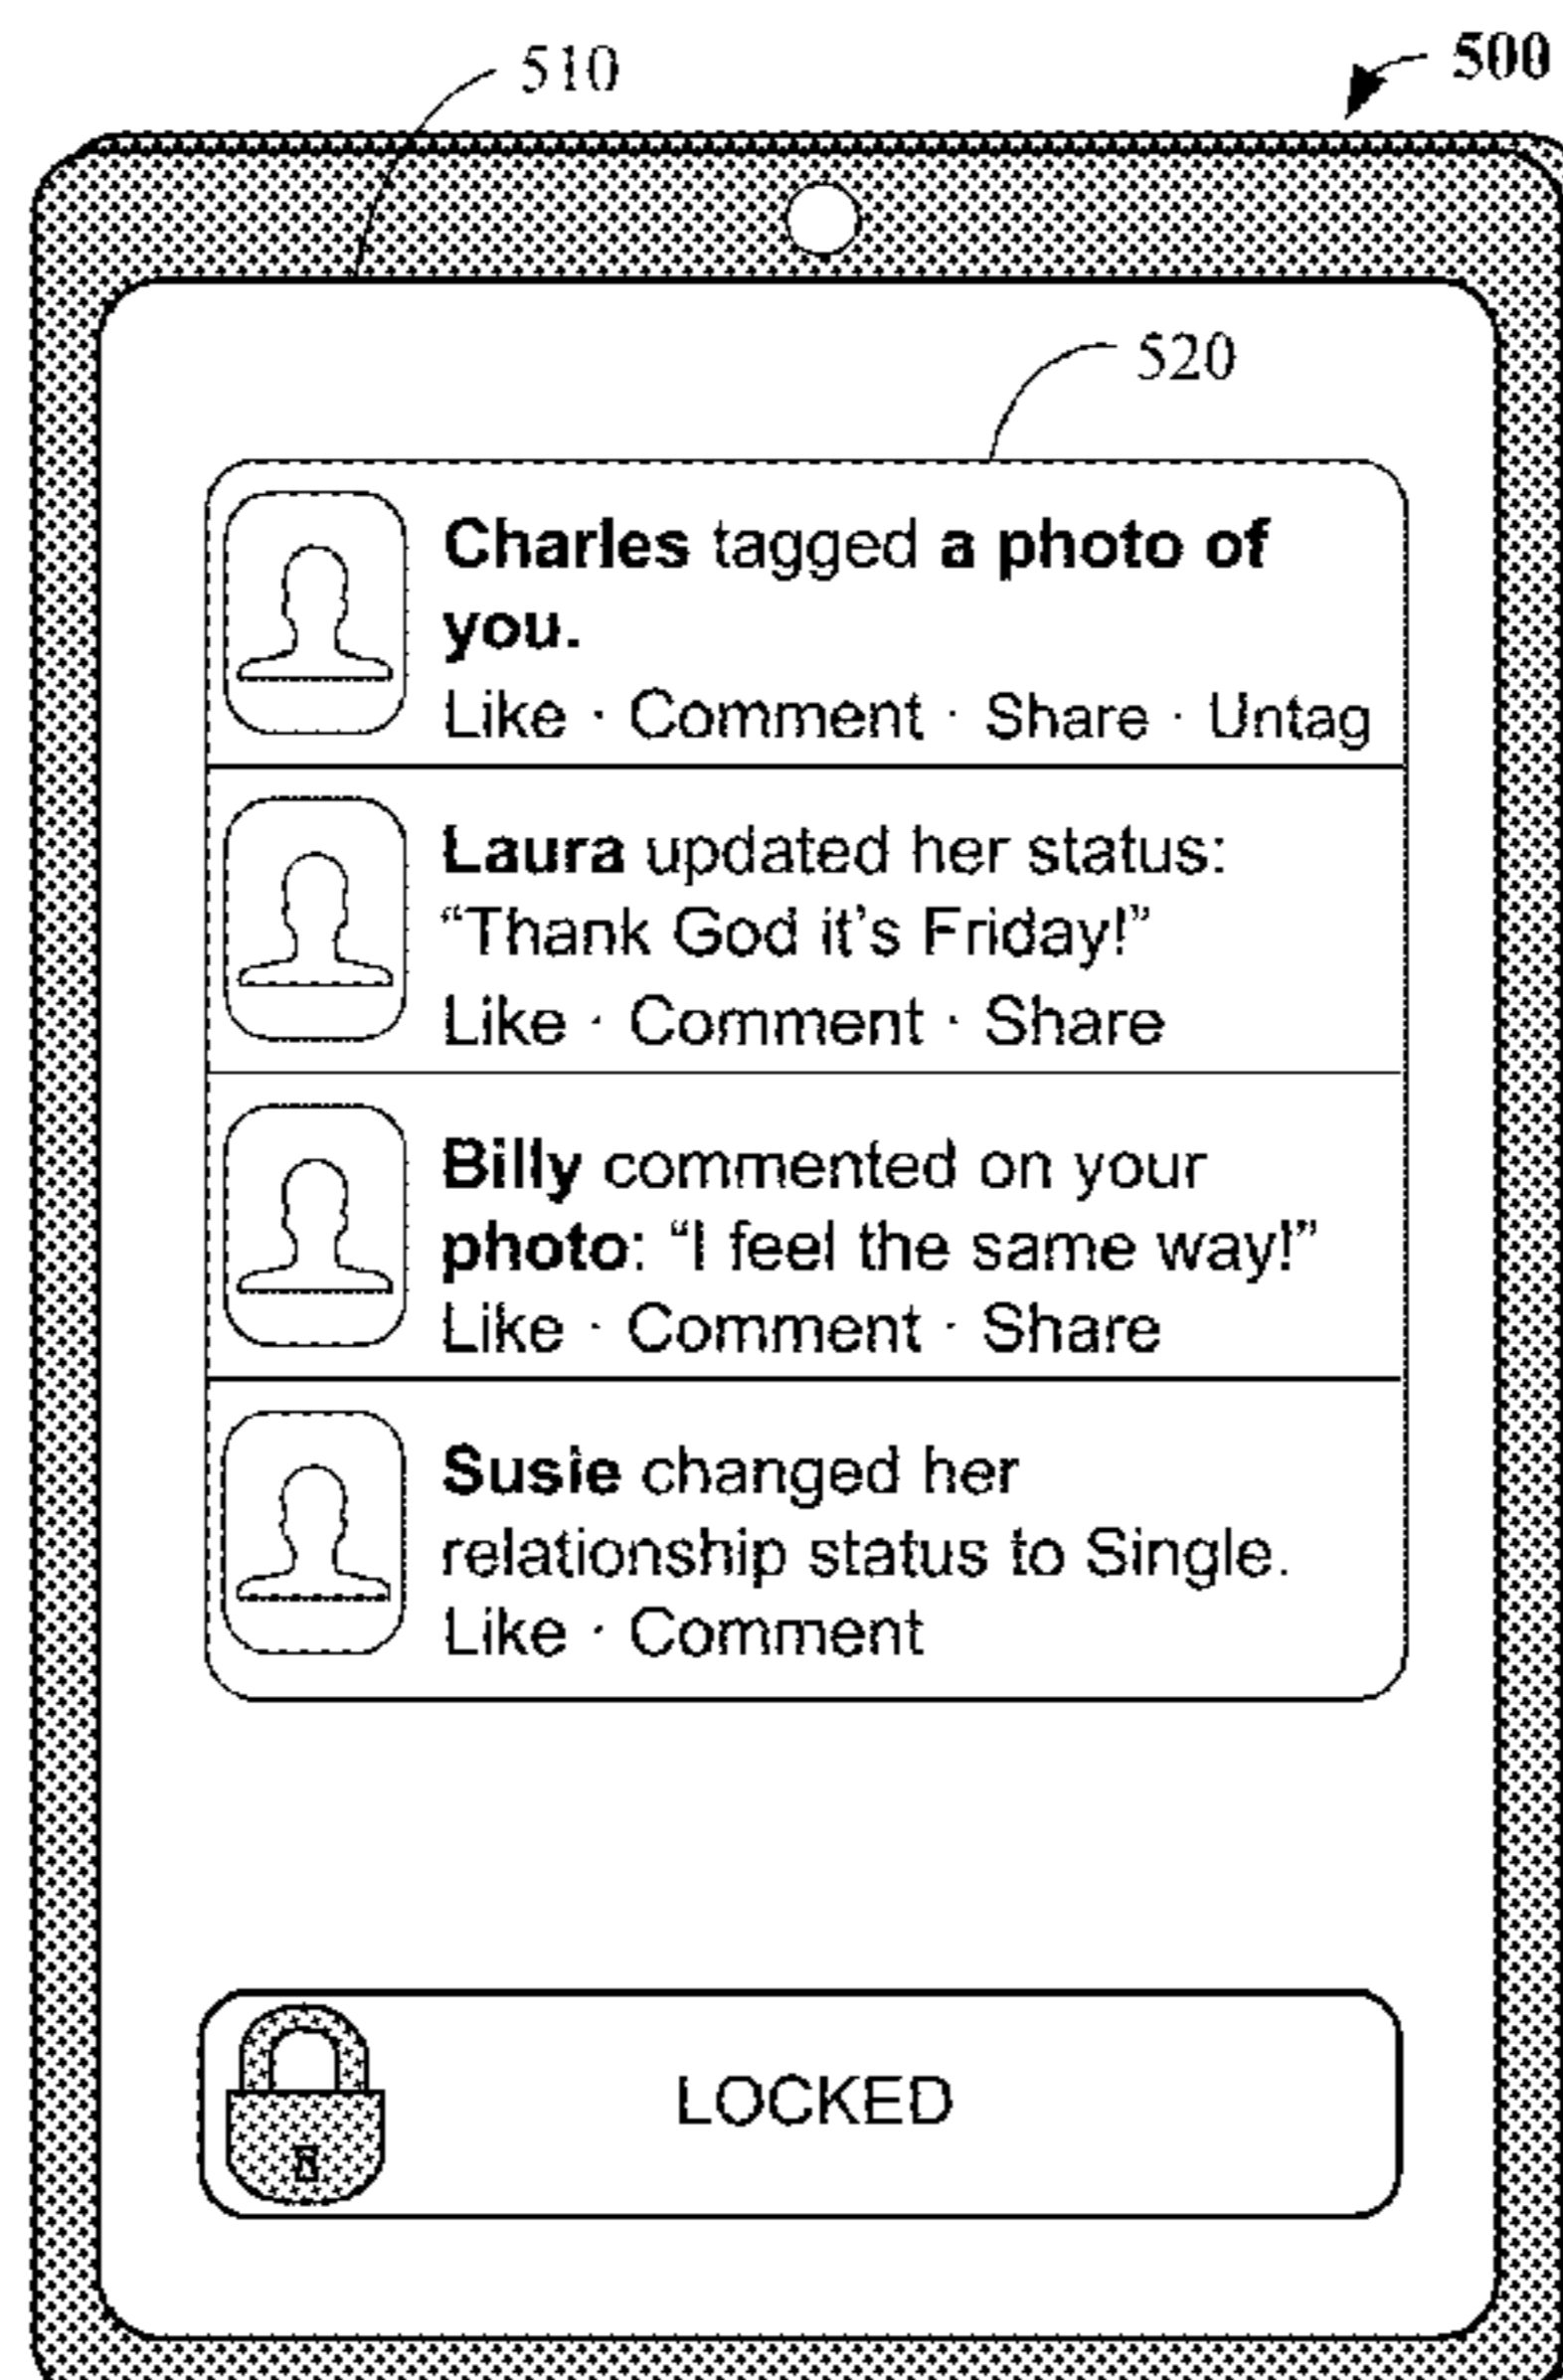 510
500
520
Charles tagged a photo of
you.
Like · Comment · Share · Untag
Laura updated her status:
“Thank God it’s Friday!”
Like · Comment · Share
Billy commented on your
photo: “I feel the same way!”
Like · Comment · Share
Susie changed her
relationship status to Single.
Like · Comment
LOCKED